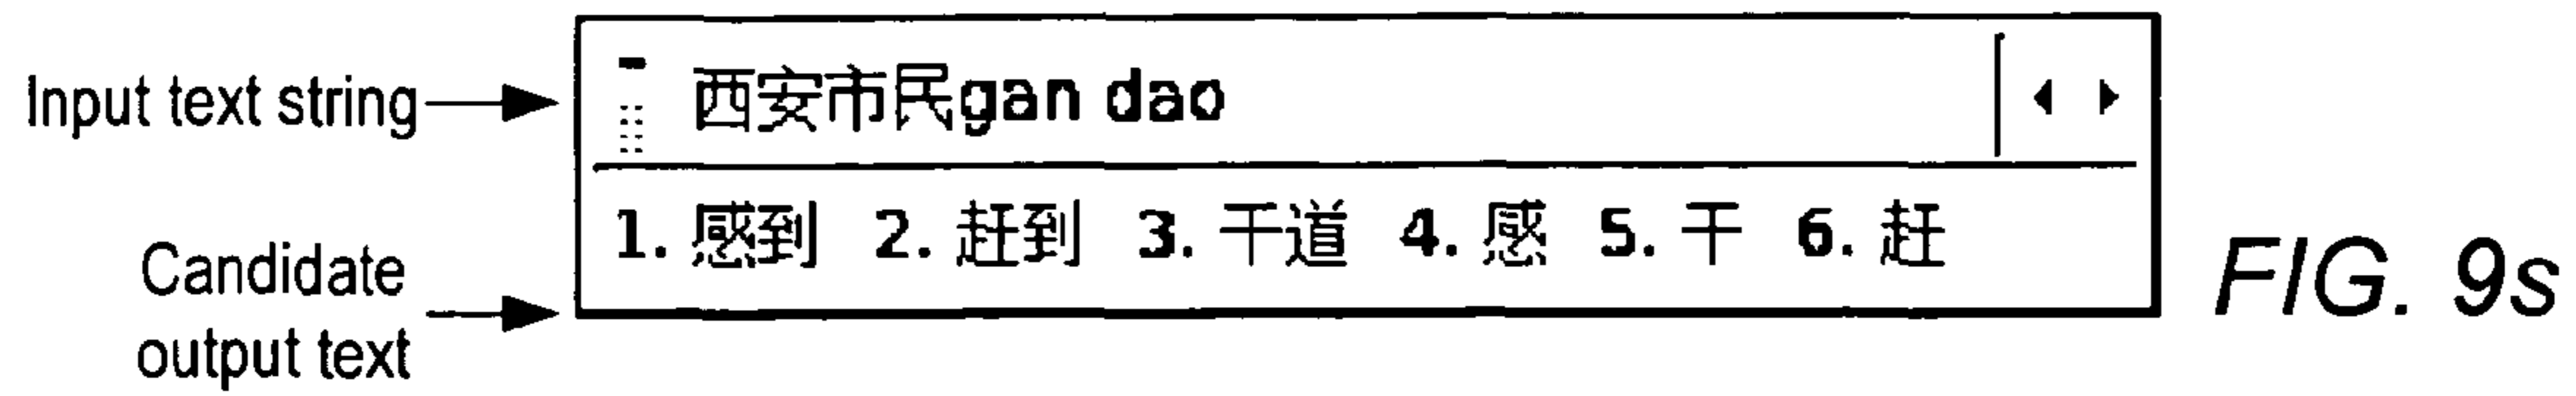 Input text string
西安市民gan dao
1. 感到 2. 赶到 3. 干道 4. 感 5. 干 6. 赶
Candidate
output text
FIG. 9s